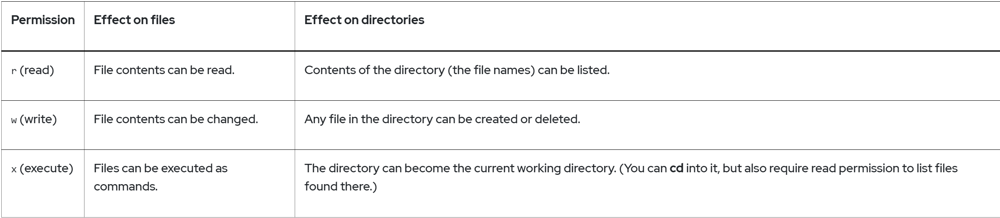 Permission Effect on files Effect on directories
r (read) File contents can be read. Contents of the directory (the file names) can be listed.
w (write) File contents can be changed. Any file in the directory can be created or deleted.
x (execute) Files can be executed as The directory can become the current working directory. (You can cd into it, but also require read permission to list files
commands. found there.)